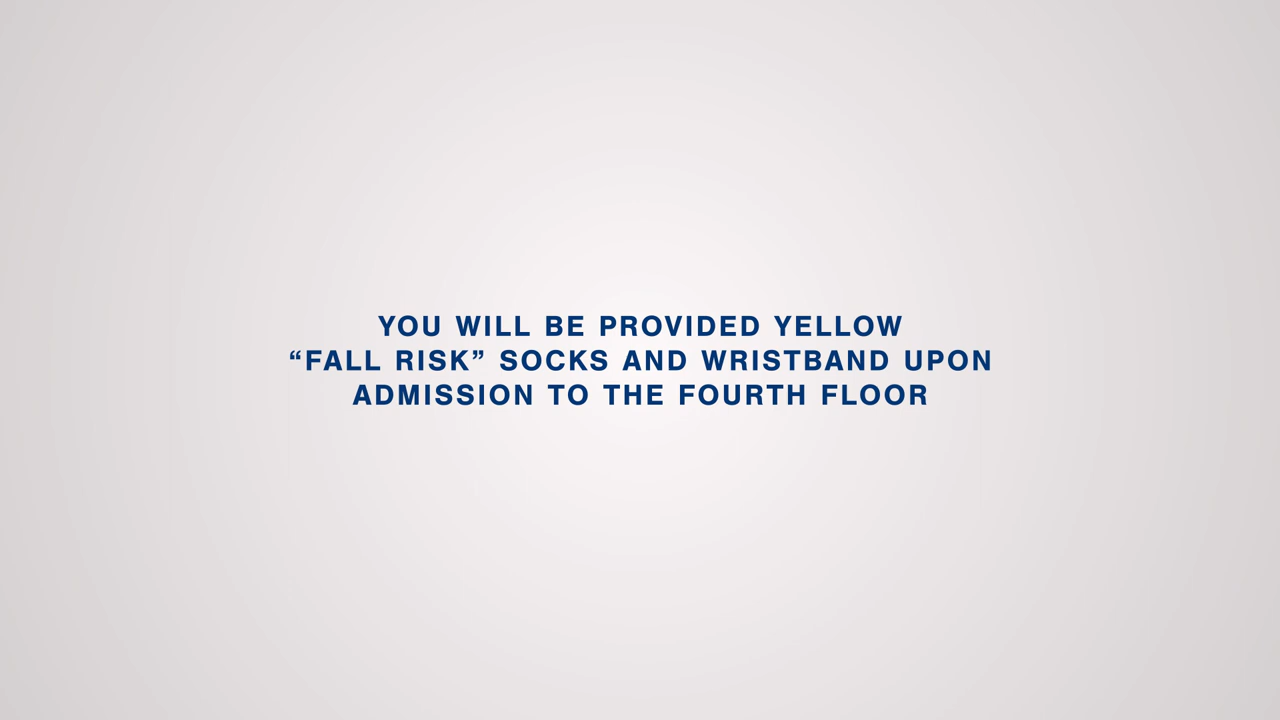 YOU WILL BE PROVIDED YELLOW
“FALL RISK” SOCKS AND WRISTBAND UPON
ADMISSION TO THE FOURTH FLOOR